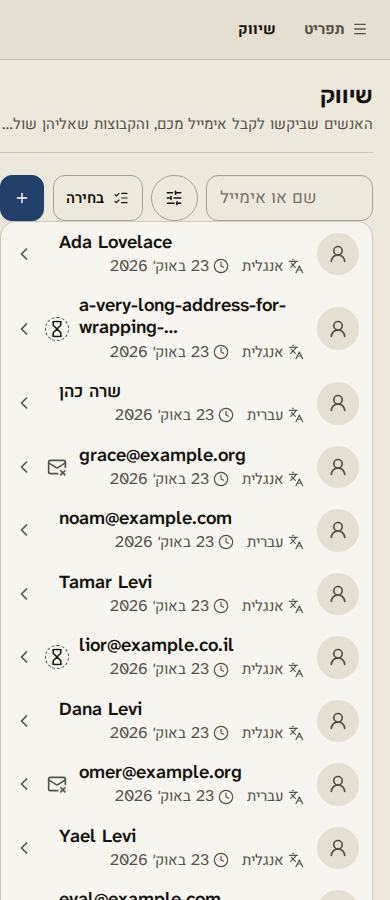 תפריט
שיווק
שיווק
האנשים שביקשו לקבל אימייל מכם, והקבוצות שאליהן שול...
שם או אימייל
בחירה
Ada Lovelace
אנגלית 23 באוק׳ 2026
a-very-long-address-for-
wrapping-...
אנגלית 23 באוק׳ 2026
שרה כהן
עברית 23 באוק׳ 2026
grace@example.org
אנגלית 23 באוק׳ 2026
noam@example.com
עברית 23 באוק׳ 2026
Tamar Levi
אנגלית 23 באוק׳ 2026
lior@example.co.il
אנגלית 23 באוק׳ 2026
Dana Levi
אנגלית 23 באוק׳ 2026
omer@example.org
עברית 23 באוק׳ 2026
Yael Levi
אנגלית 23 באוק׳ 2026
eyal@example.com